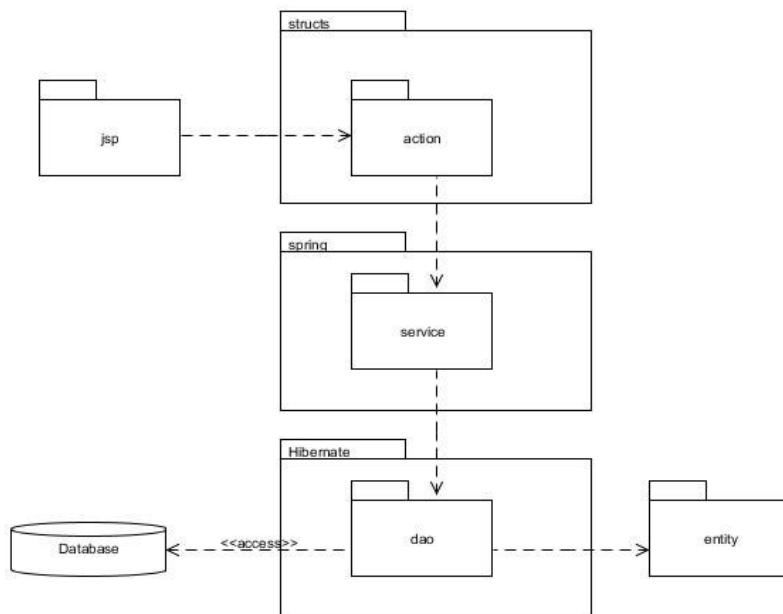 structs
jsp
action
spring
service
Hibernate
Database
<<access>>
dao
entity